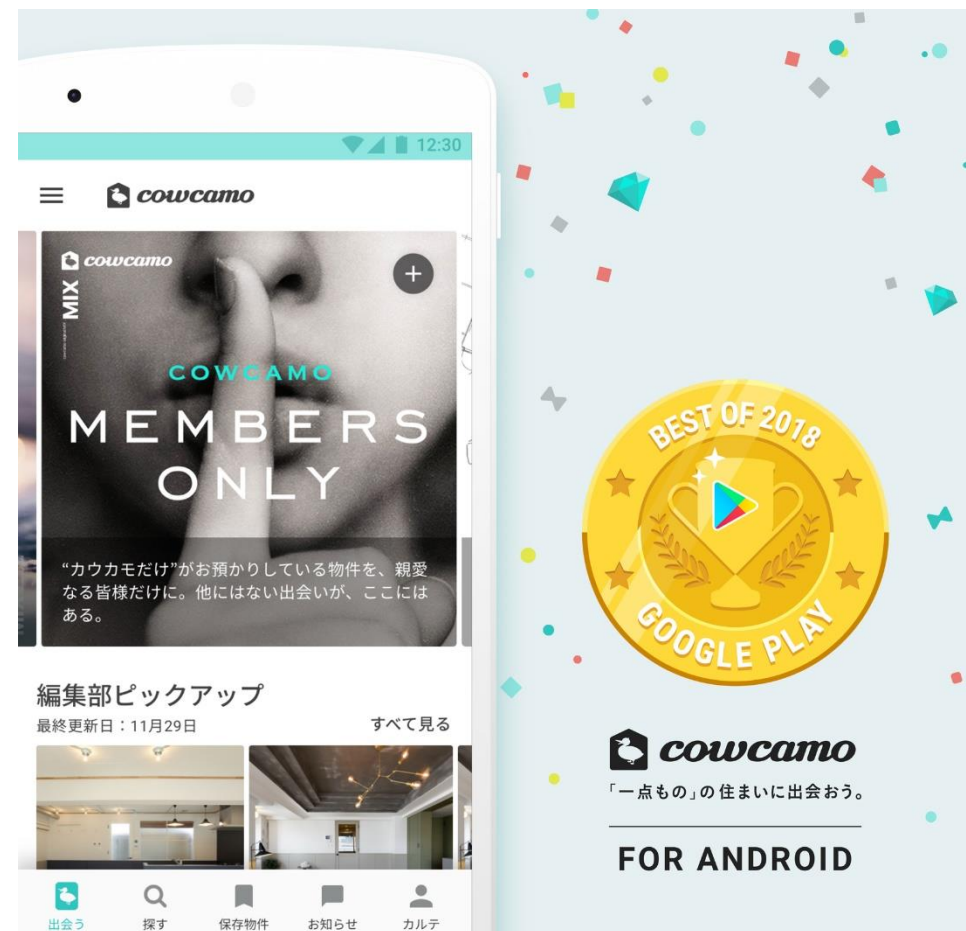 12:30
cowcamo
cowcamo
MIX
COWCAMO
MEMBERS
ONLY
“カウカモだけ”がお預かりしている物件を、親愛
なる皆様だけに。他にはない出会いが、ここには
ある。
編集部ピックアップ
最終更新日：11月29日
すべて見る
出会う
探す
保存物件
お知らせ
カルテ
BEST OF 2018
GOOGLE PLAY
cowcamo
「一点もの」の住まいに出会おう。
FOR ANDROID